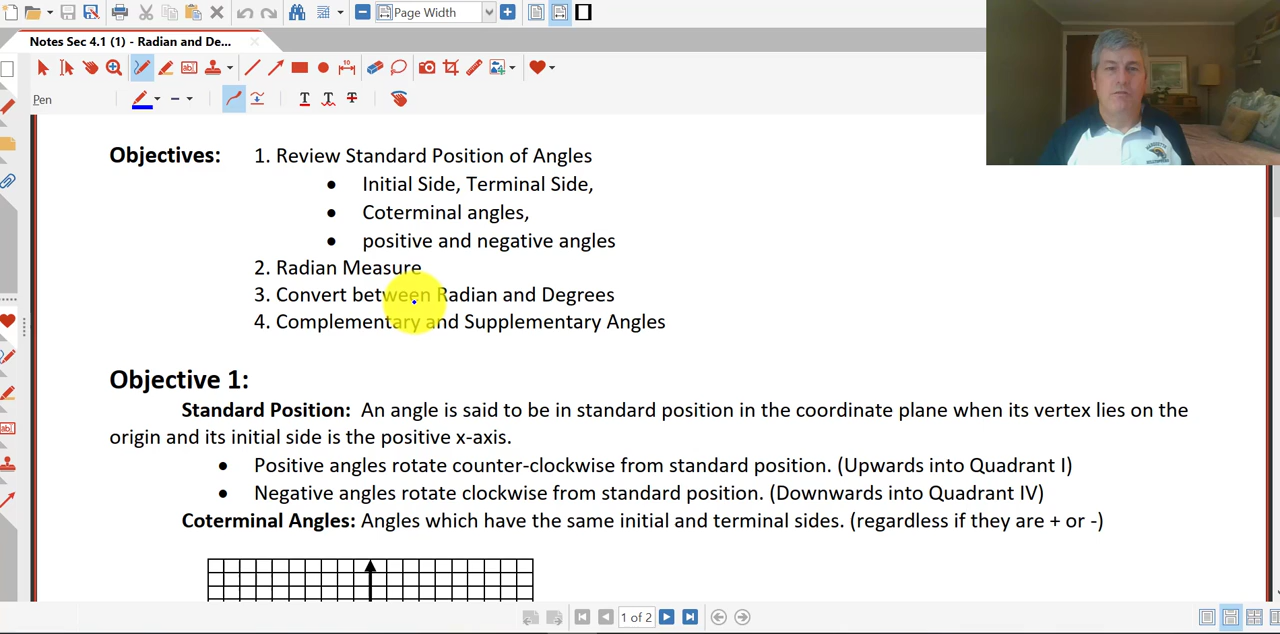 Page Width
Notes Sec 4.1 (1) - Radian and De...
Pen
Objectives: 1. Review Standard Position of Angles
• Initial Side, Terminal Side,
• Coterminal angles,
• positive and negative angles
2. Radian Measure
3. Convert between Radian and Degrees
4. Complementary and Supplementary Angles
Objective 1:
Standard Position: An angle is said to be in standard position in the coordinate plane when its vertex lies on the
origin and its initial side is the positive x-axis.
• Positive angles rotate counter-clockwise from standard position. (Upwards into Quadrant I)
• Negative angles rotate clockwise from standard position. (Downwards into Quadrant IV)
Coterminal Angles: Angles which have the same initial and terminal sides. (regardless if they are + or -)
1 of 2